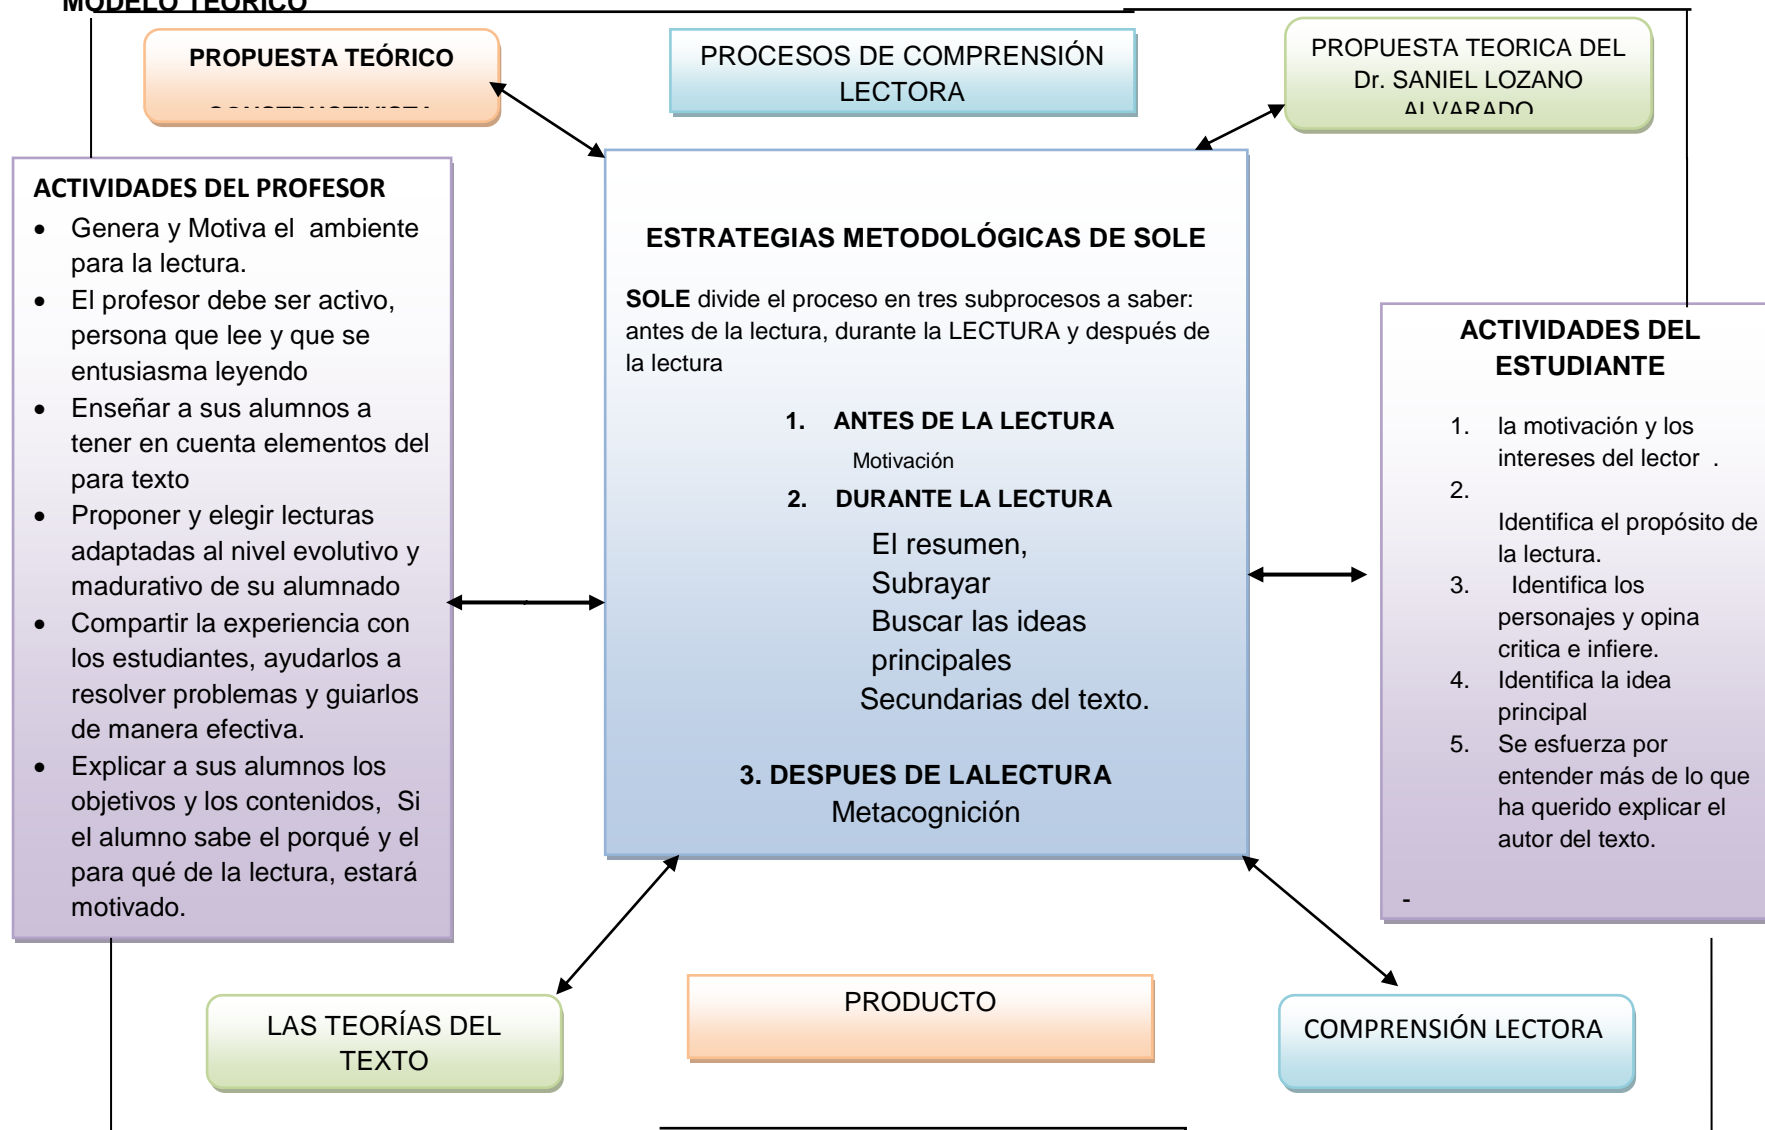 MODELO TEÓRICO
PROPUESTA TEÓRICO
CONSTRUCTIVISTA
PROCESOS DE COMPRENSIÓN
LECTORA
PROPUESTA TEORICA DEL
Dr. SANIEL LOZANO
ALVARADO
ACTIVIDADES DEL PROFESOR
• Genera y Motiva el ambiente
para la lectura.
• El profesor debe ser activo,
persona que lee y que se
entusiasma leyendo
• Enseñar a sus alumnos a
tener en cuenta elementos del
para texto
• Proponer y elegir lecturas
adaptadas al nivel evolutivo y
madurativo de su alumnado
• Compartir la experiencia con
los estudiantes, ayudarlos a
resolver problemas y guiarlos
de manera efectiva.
• Explicar a sus alumnos los
objetivos y los contenidos, Si
el alumno sabe el porqué y el
para qué de la lectura, estará
motivado.
ESTRATEGIAS METODOLÓGICAS DE SOLE
SOLE divide el proceso en tres subprocesos a saber:
antes de la lectura, durante la LECTURA y después de
la lectura
1. ANTES DE LA LECTURA
Motivación
2. DURANTE LA LECTURA
El resumen,
Subrayar
Buscar las ideas
principales
Secundarias del texto.
3. DESPUES DE LALECTURA
Metacognición
ACTIVIDADES DEL
ESTUDIANTE
1. la motivación y los
intereses del lector .
2.
Identifica el propósito de
la lectura.
3. Identifica los
personajes y opina
critica e infiere.
4. Identifica la idea
principal
5. Se esfuerza por
entender más de lo que
ha querido explicar el
autor del texto.
-
LAS TEORÍAS DEL
TEXTO
PRODUCTO
COMPRENSIÓN LECTORA